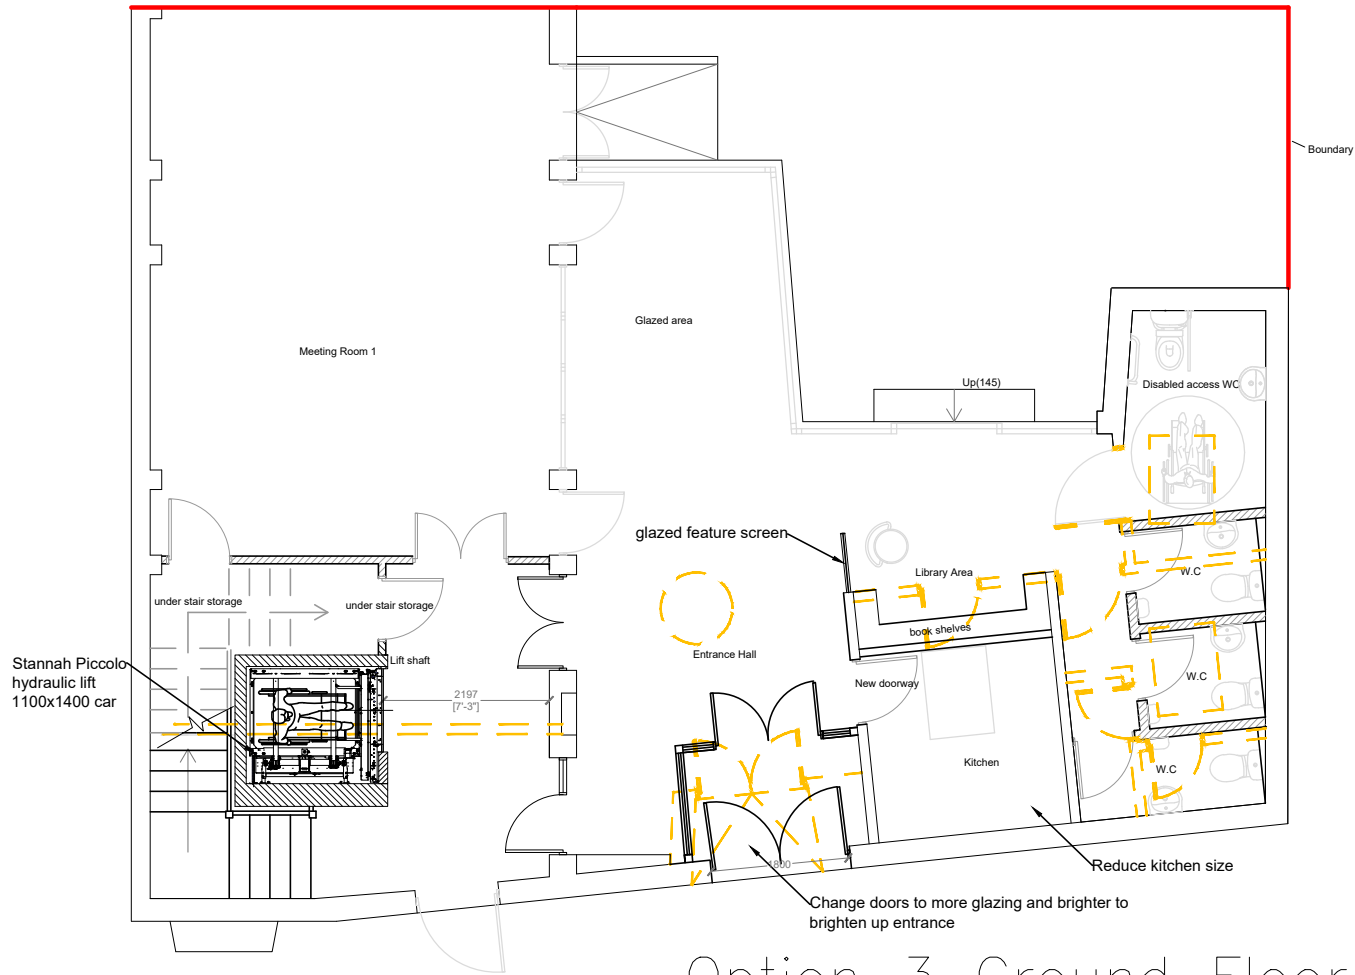 Boundary
Glazed area
Meeting Room 1
Up(145)
Disabled access WC
glazed feature screen
Library Area
W.C
under stair storage
under stair storage
book shelves
Entrance Hall
Lift shaft
Stannah Piccolo
hydraulic lift
1100x1400 car
New doorway
W.C
2197
[7'-3"]
Kitchen
W.C
1800
Reduce kitchen size
Change doors to more glazing and brighter to
brighten up entrance
Option 3 Ground Floor